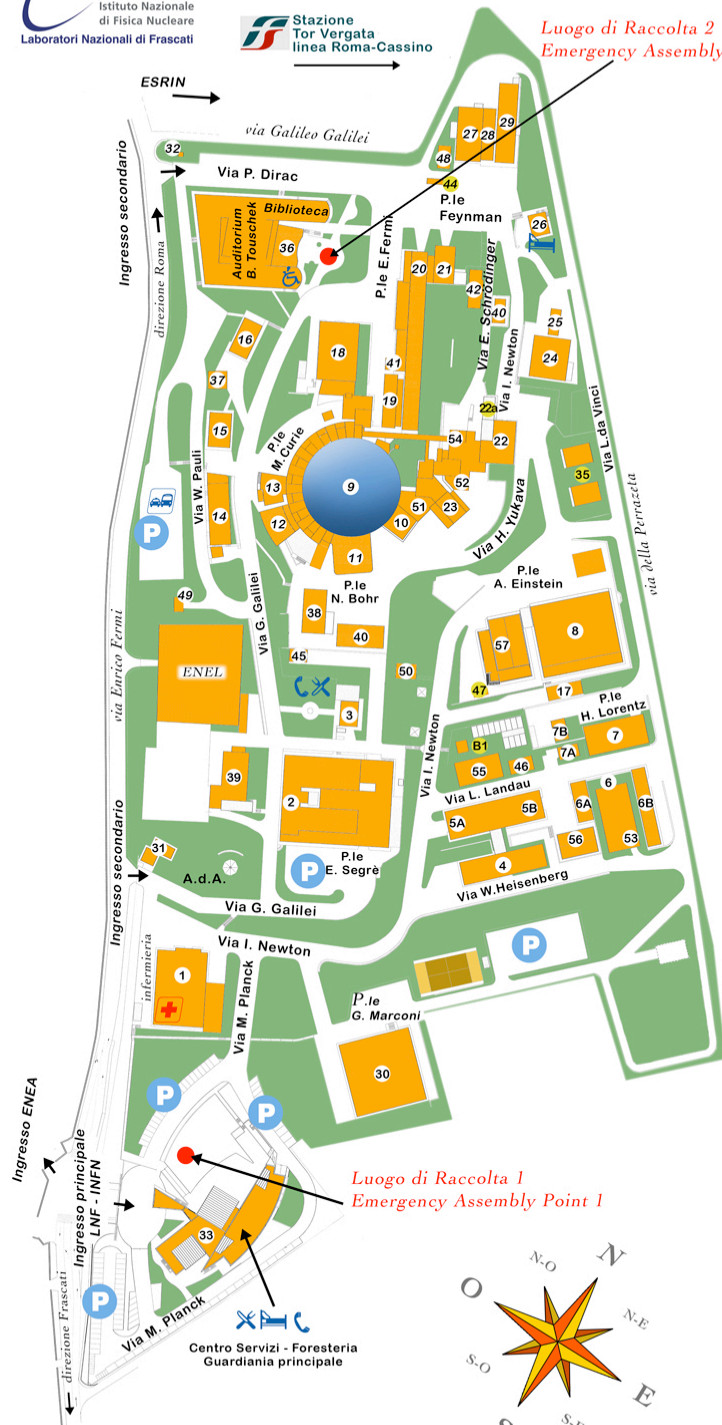 Istituto Nazionale
di Fisica Nucleare
Laboratori Nazionali di Frascati
Stazione
Tor Vergata
linea Roma-Cassino
Luogo di Raccolta 2
Emergency Assembly
ESRIN
via Galileo Galilei
Ingresso secondario
32
Via P. Dirac
27
28
29
48
44
P.le
Feynman
26
direzione Roma
Auditorium
B. Touschek
Biblioteca
36
P.le E.Fermi
20
21
42
40
Via E. Schrödinger
Via I. Newton
25
24
16
18
41
37
19
22a
15
P.le
M.Curie
54
22
Via L.da Vinci
35
via della Perrazeta
Via W. Pauli
13
9
52
14
12
10
51
23
P
11
Via H. Yukava
P.le
N. Bohr
P.le
A. Einstein
49
38
40
8
57
Via G. Galilei
45
50
via Enrico Fermi
ENEL
47
17
P.le
H. Lorentz
3
7B
7
B1
7A
Via I. Newton
55
46
39
2
Via L. Landau
6
5A
5B
6A
6B
53
56
31
P
P.le
E. Segrè
4
Ingresso secondario
A.d.A.
Via W.Heisenberg
Via G. Galilei
Via I. Newton
P
infermieria
1
Via M. Planck
P.le
G. Marconi
30
P
P
Ingresso ENEA
Ingresso principale
LNF - INFN
Luogo di Raccolta 1
Emergency Assembly Point 1
33
P
Via M. Planck
direzione Frascati
Centro Servizi - Foresteria
Guardiania principale
N
N-O
O
N-E
S-O
E